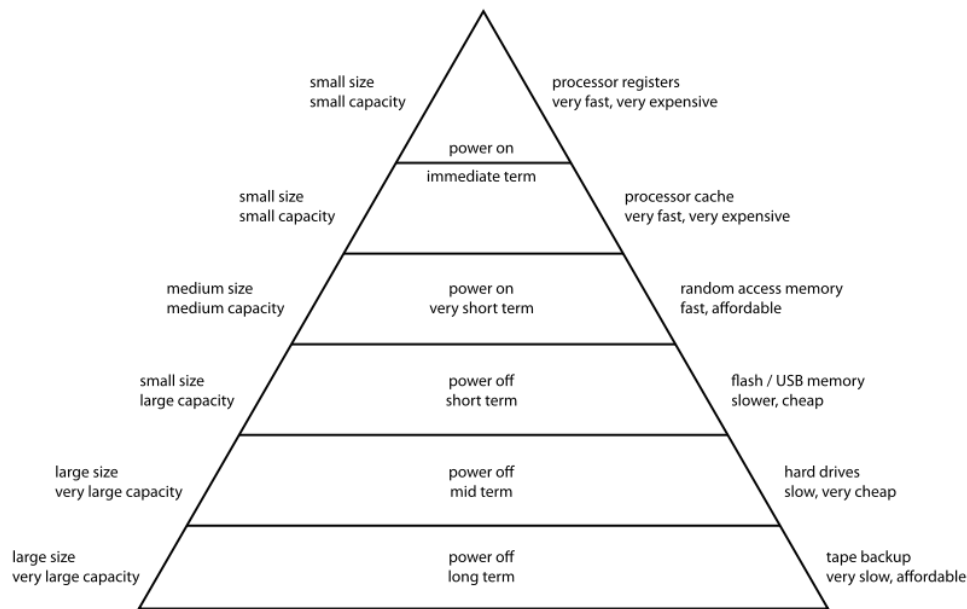 small size
small capacity
processor registers
very fast, very expensive
power on
immediate term
small size
small capacity
processor cache
very fast, very expensive
medium size
medium capacity
power on
very short term
random access memory
fast, affordable
small size
large capacity
power off
short term
flash / USB memory
slower, cheap
large size
very large capacity
power off
mid term
hard drives
slow, very cheap
large size
very large capacity
power off
long term
tape backup
very slow, affordable